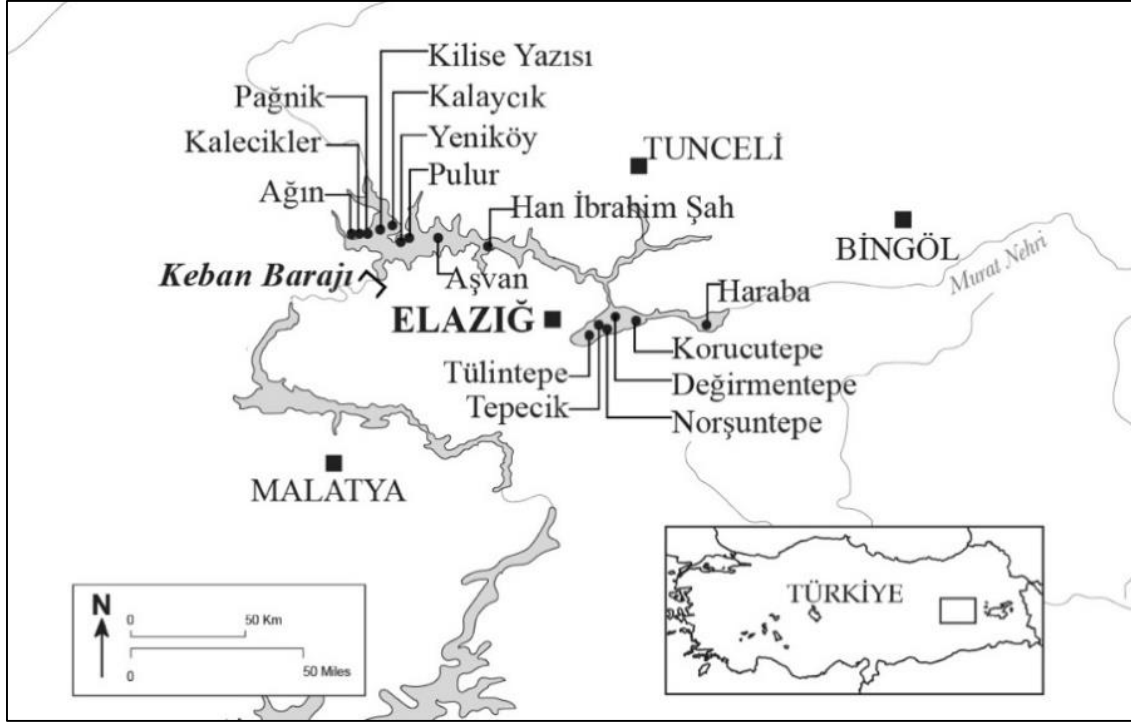 Kilise Yazısı
Pağnik
Kalaycık
Kalecikler
Yeniköy
TUNCELİ
Pulur
Ağın
Han İbrahim Şah
BİNGÖL
Murat Nehri
Keban Barajı
Aşvan
Haraba
ELAZIĞ
Korucutepe
Tülintepe
Değirmentepe
Tepecik
Norşuntepe
MALATYA
TÜRKİYE
N
0 50 Km
0 50 Miles